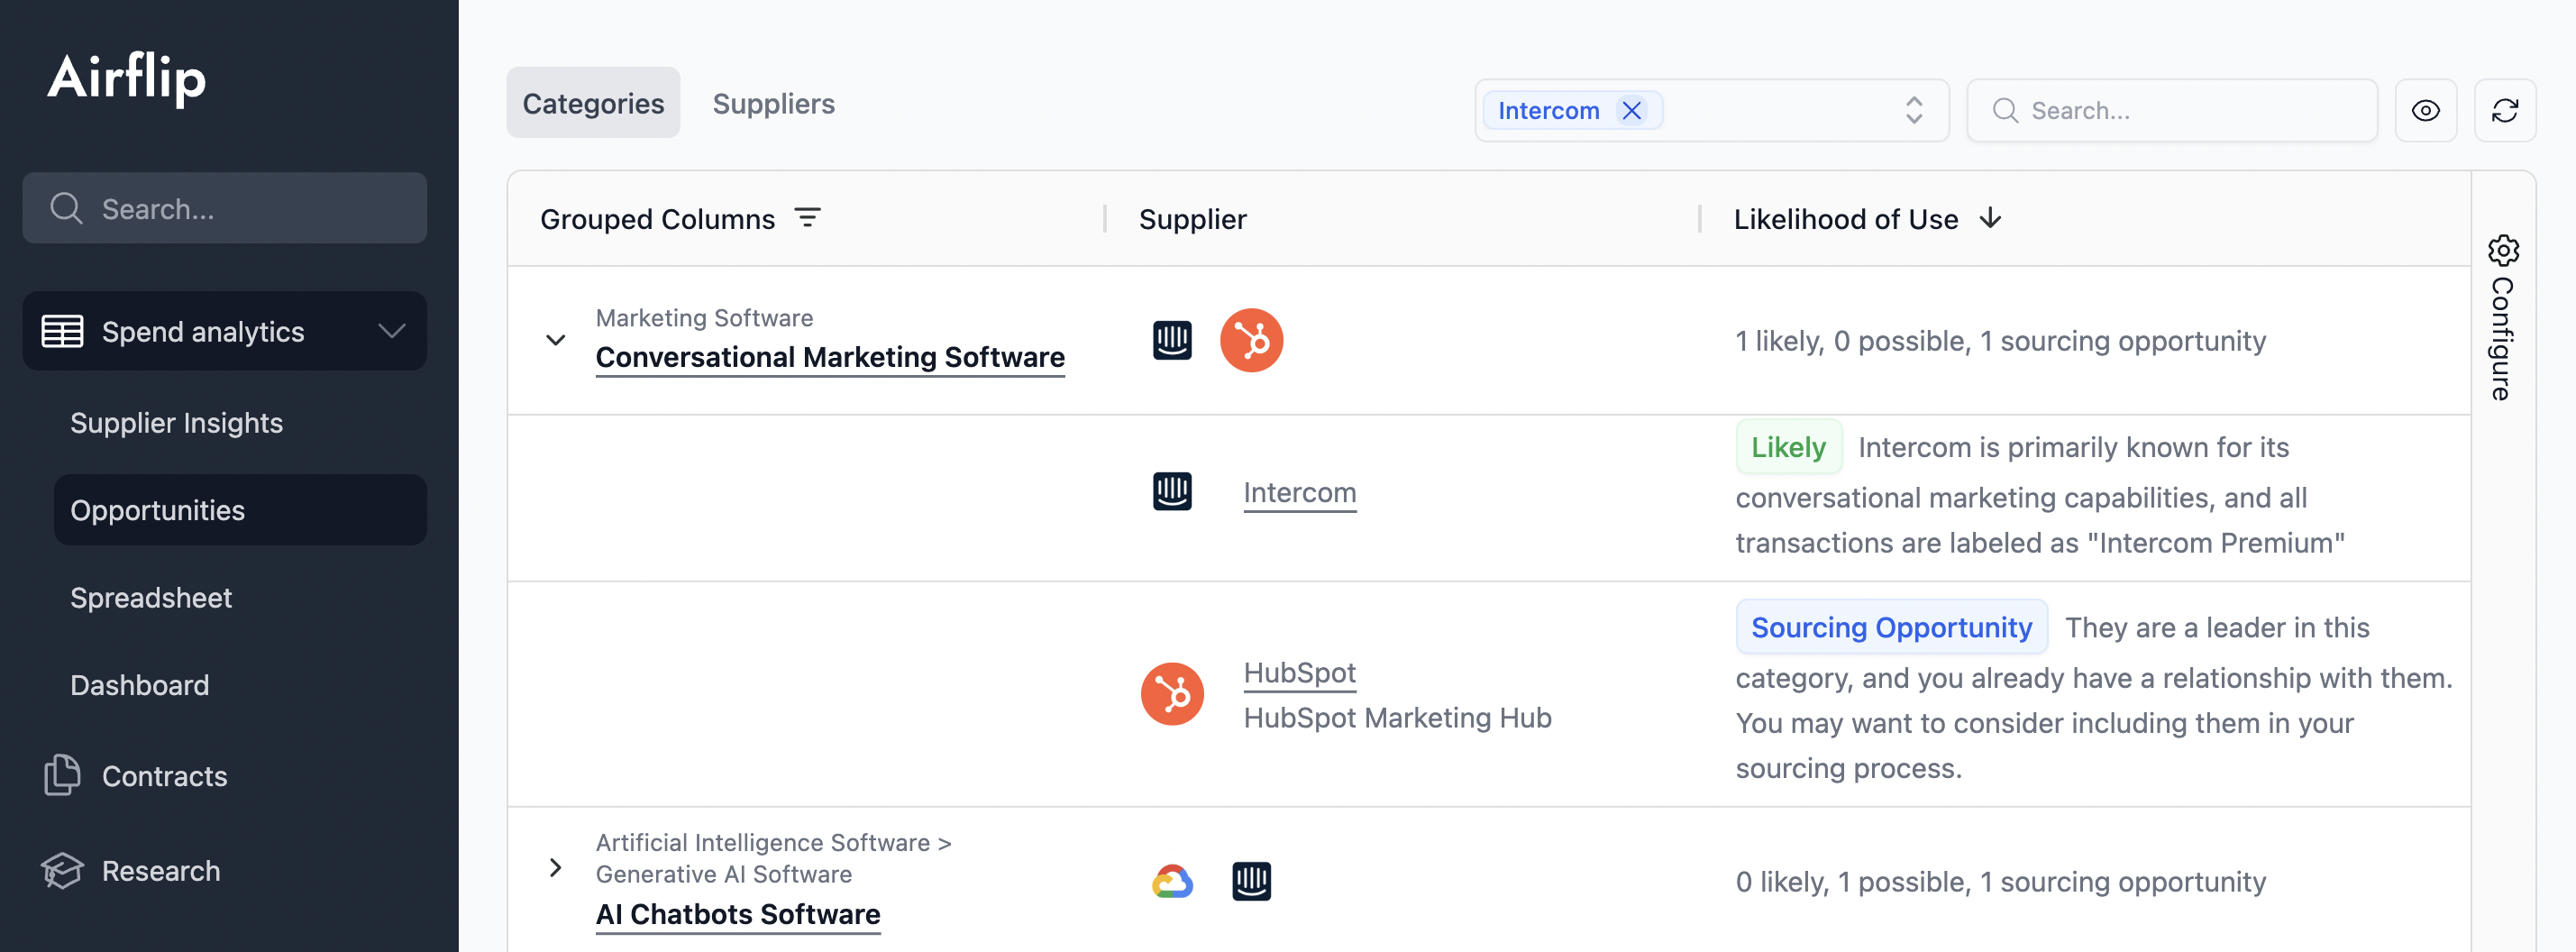 Airflip
Search...
Spend analytics
Supplier Insights
Opportunities
Spreadsheet
Dashboard
Contracts
Research
Categories
Suppliers
Intercom
Search...
Grouped Columns
Supplier
Likelihood of Use
Configure
Marketing Software
Conversational Marketing Software
1 likely, 0 possible, 1 sourcing opportunity
Intercom
Likely Intercom is primarily known for its
conversational marketing capabilities, and all
transactions are labeled as "Intercom Premium"
HubSpot
HubSpot Marketing Hub
Sourcing Opportunity They are a leader in this
category, and you already have a relationship with them.
You may want to consider including them in your
sourcing process.
Artificial Intelligence Software >
Generative AI Software
AI Chatbots Software
0 likely, 1 possible, 1 sourcing opportunity